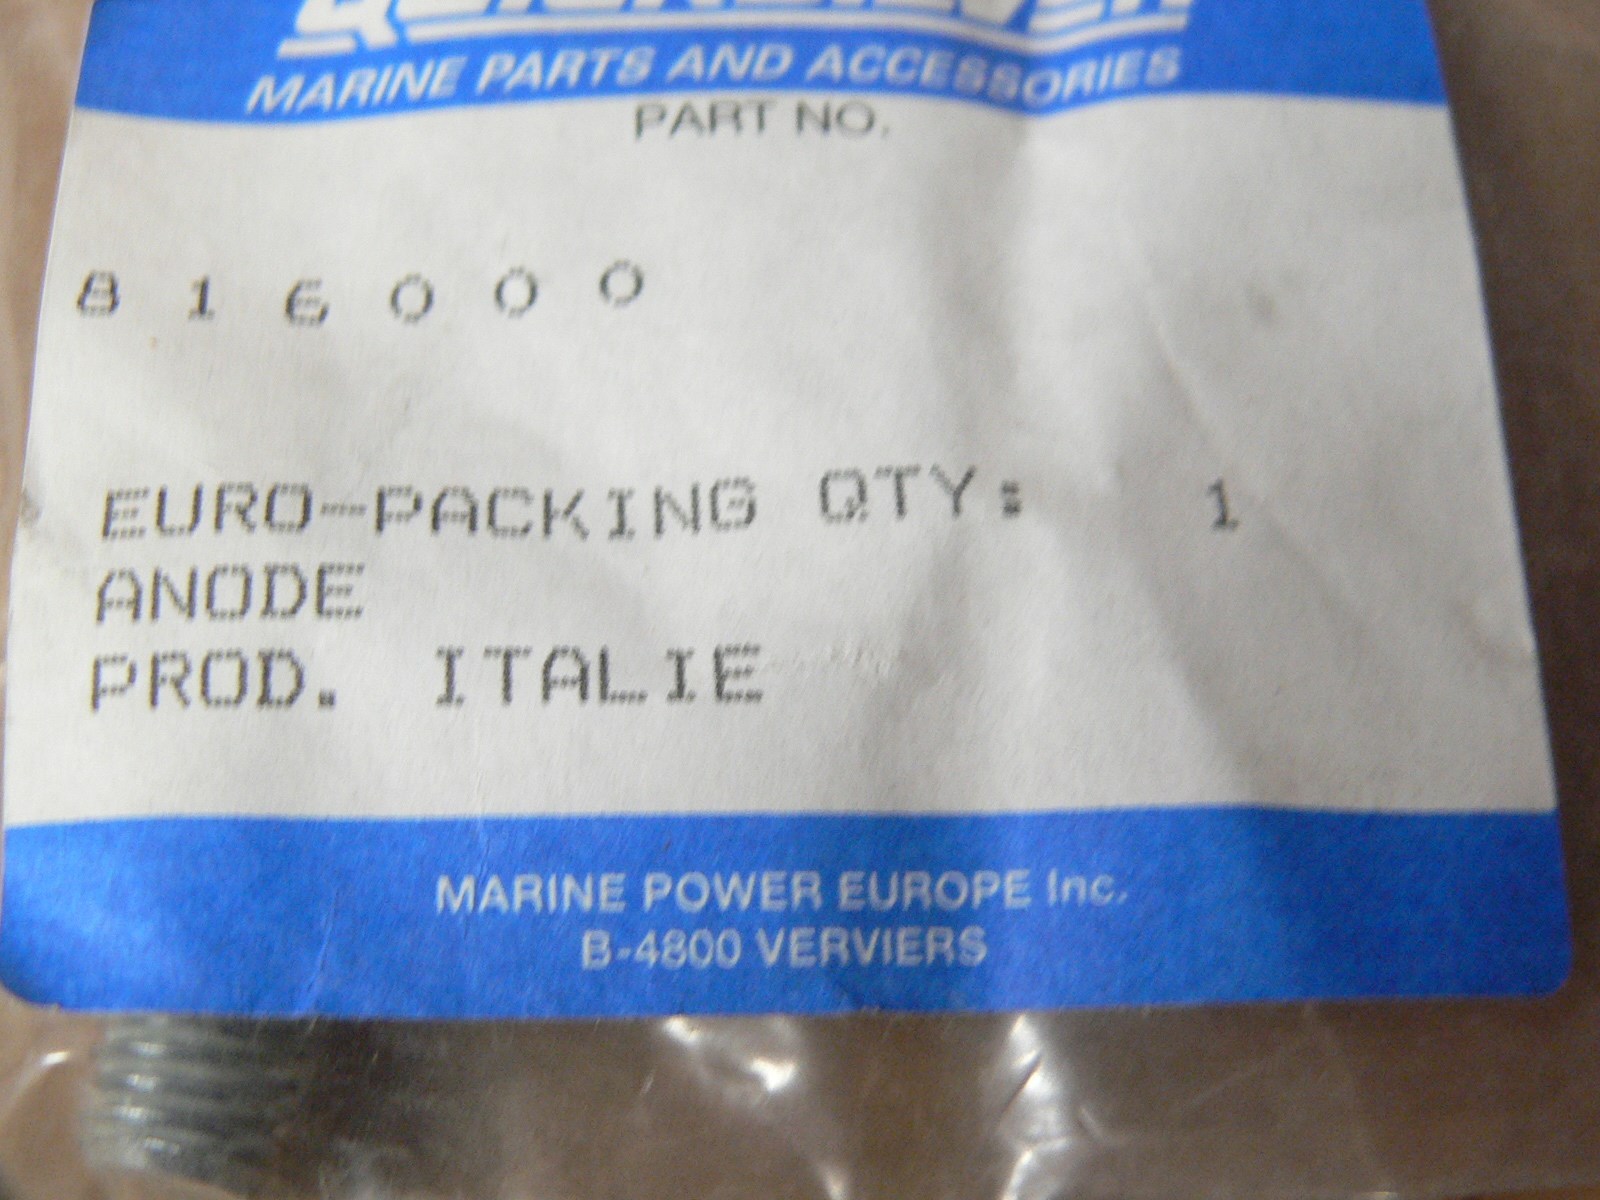 QUICKSILVER
MARINE PARTS AND ACCESSORIES
PART NO.
816000
EURO-PACKING QTY: 1
ANODE
PROD. ITALIE
MARINE POWER EUROPE Inc.
B-4800 VERVIERS